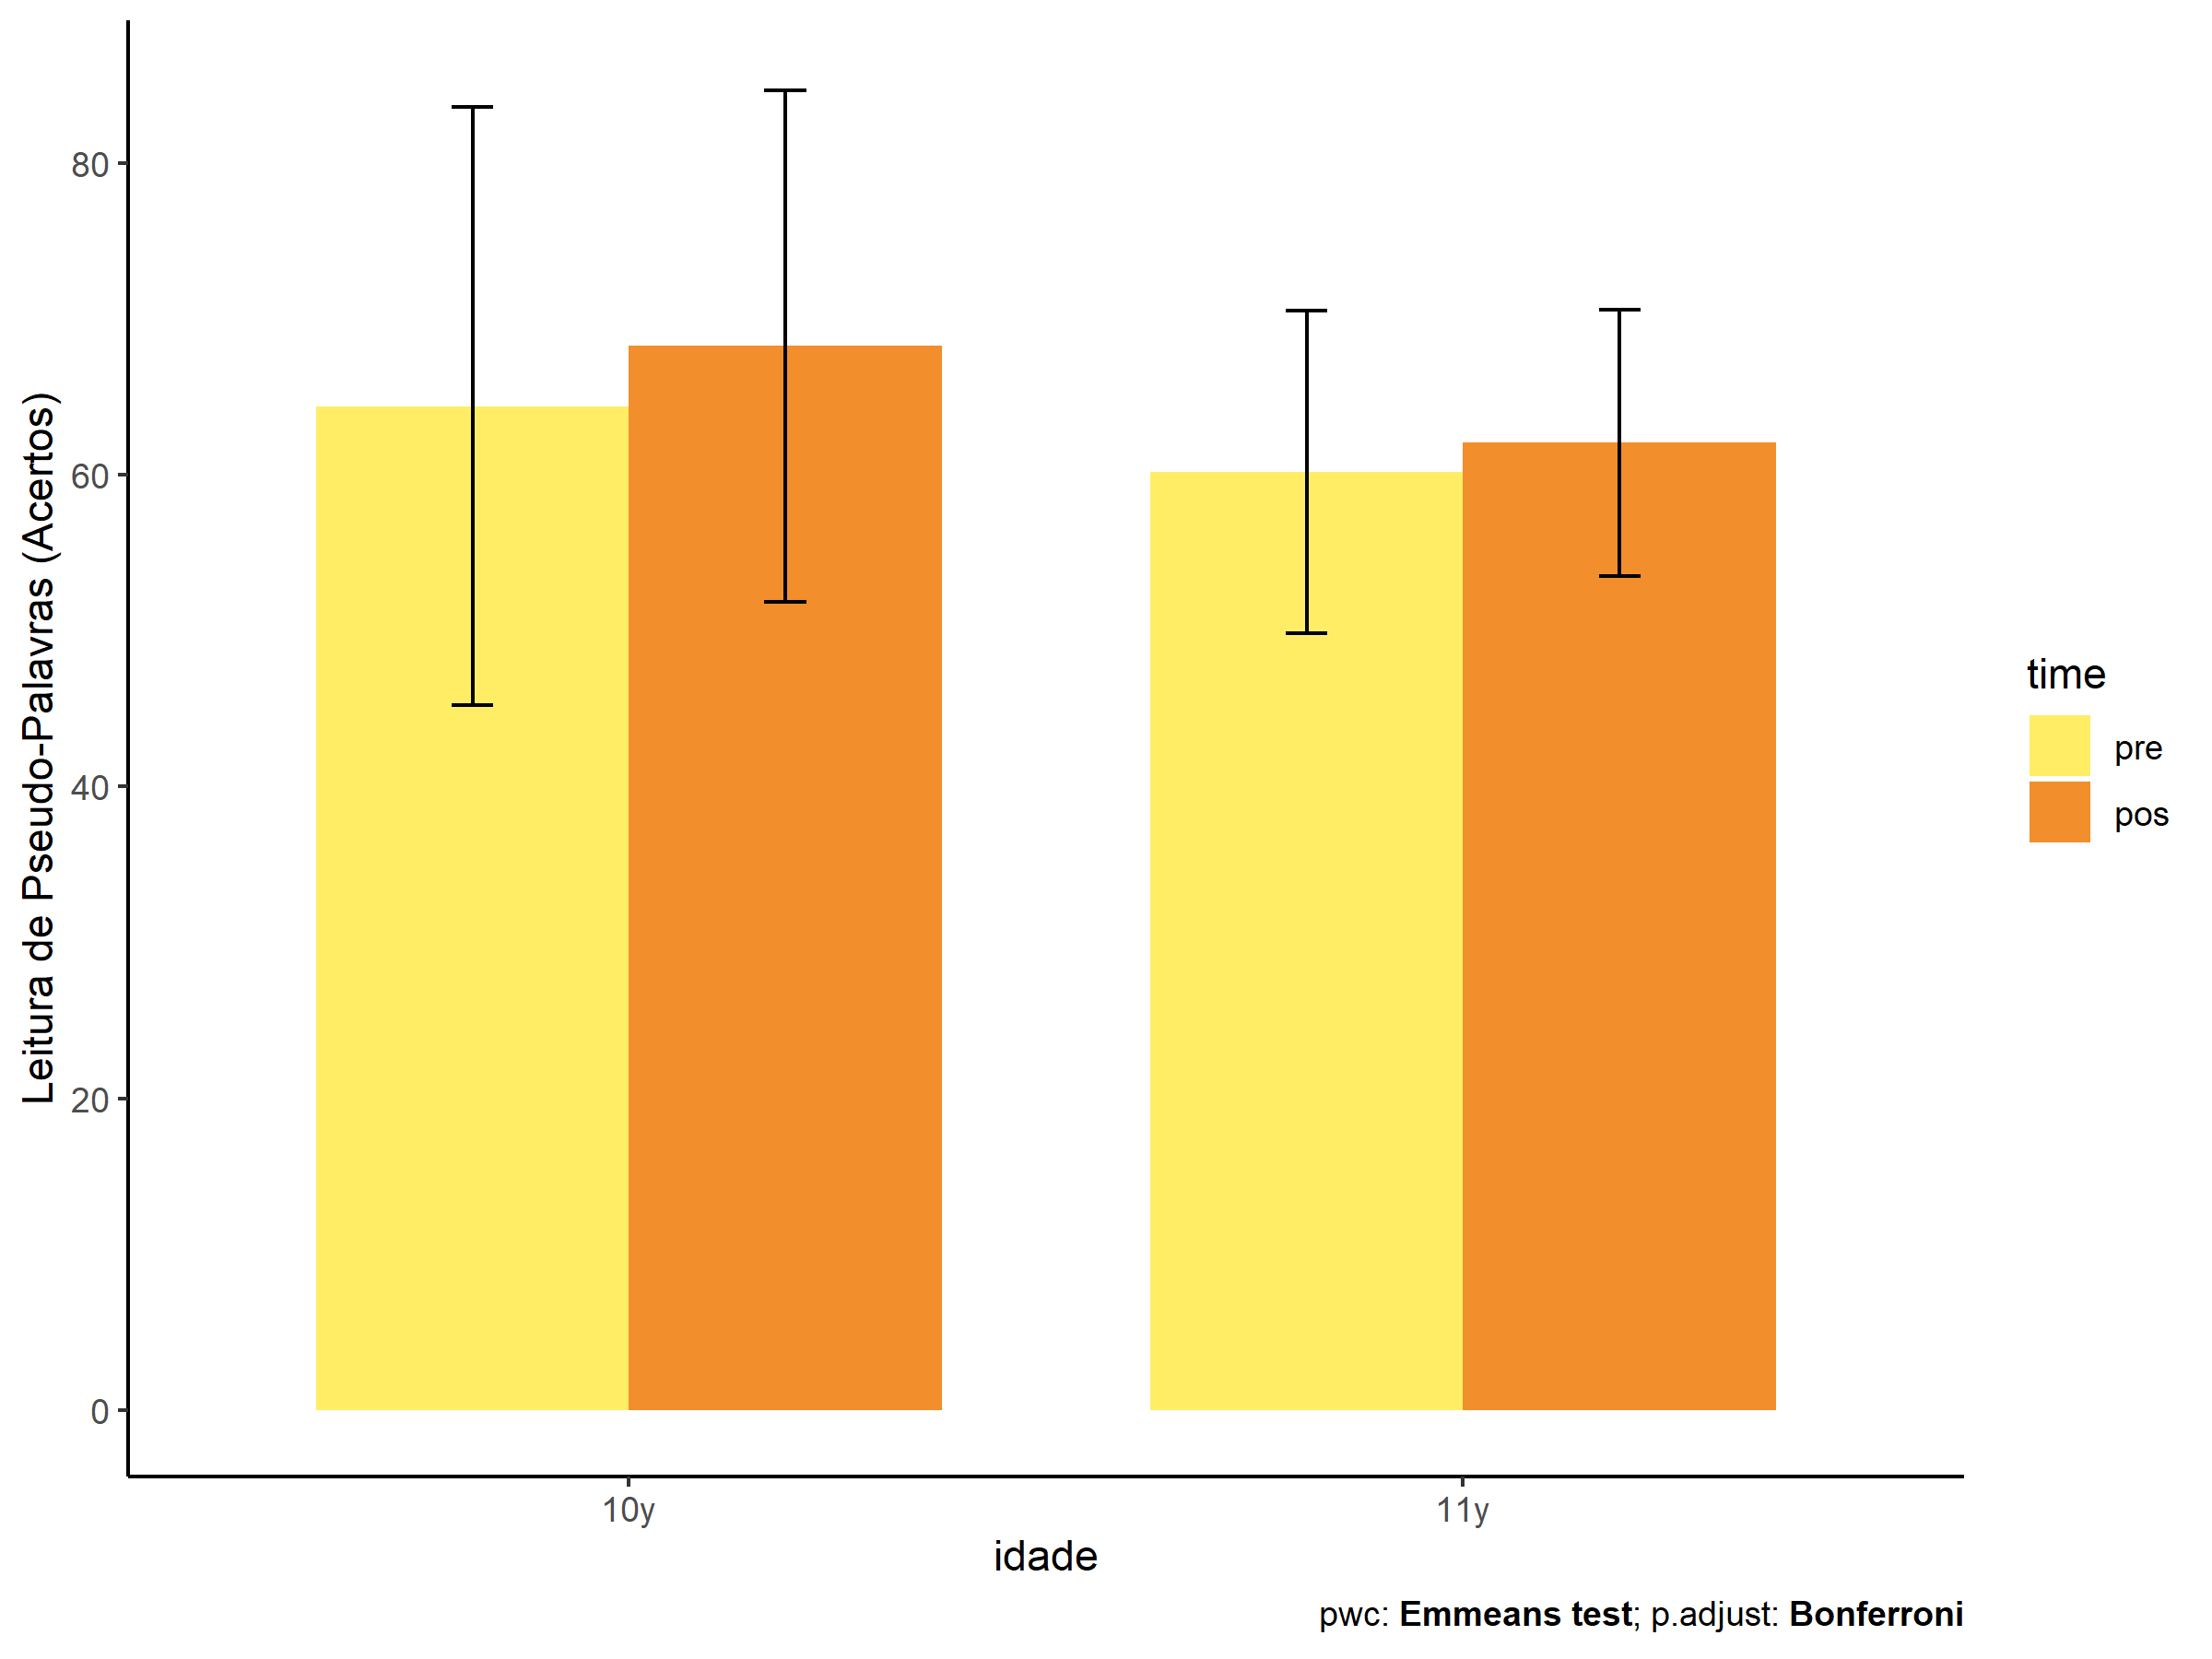 Leitura de Pseudo-Palavras (Acertos)
80
60
40
20
0
10y
11y
idade
time
pre
pos
pwc: Emmeans test; p.adjust: Bonferroni